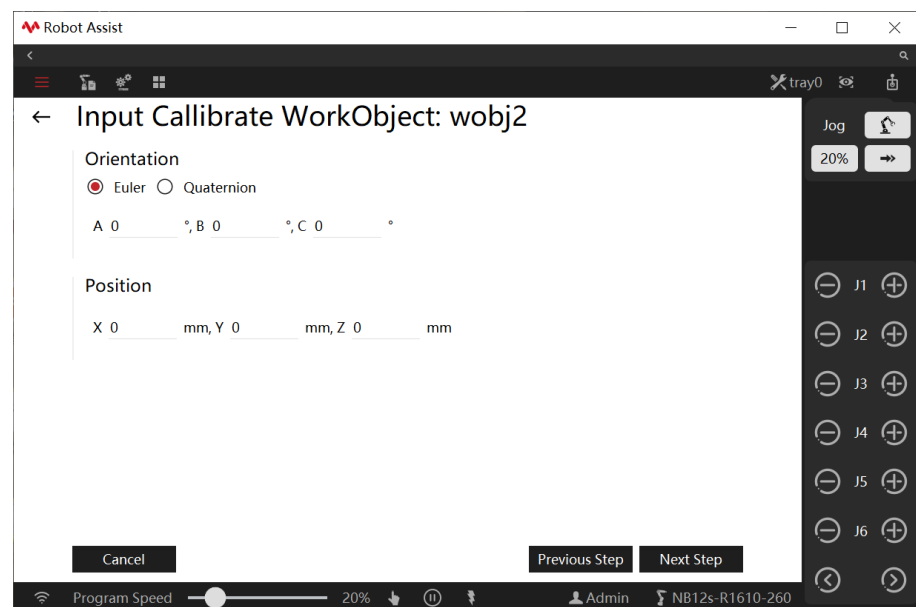 Robot Assist
tray0
Input Callibrate WorkObject: wobj2
Jog
20%
Orientation
Euler Quaternion
A 0 °, B 0 °, C 0 °
Position
X 0 mm, Y 0 mm, Z 0 mm
J1
J2
J3
J4
J5
J6
Cancel Previous Step Next Step
Program Speed 20% Admin NB12s-R1610-260